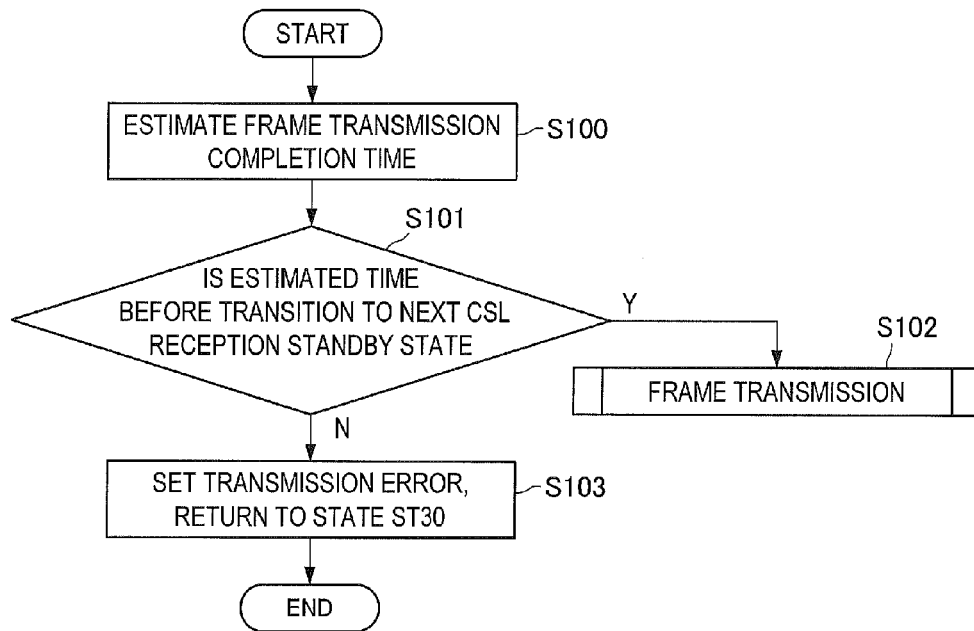 START
ESTIMATE FRAME TRANSMISSION
COMPLETION TIME
S100
S101
IS ESTIMATED TIME
BEFORE TRANSITION TO NEXT CSL
RECEPTION STANDBY STATE
Y
S102
FRAME TRANSMISSION
N
SET TRANSMISSION ERROR,
RETURN TO STATE ST30
S103
END